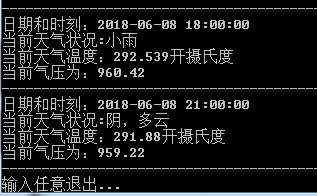 --------------------------------------------------
日期和时刻：2018-06-08 18:00:00
当前天气状况:小雨
当前天气温度：292.539开摄氏度
当前气压为：960.42
--------------------------------------------------
日期和时刻：2018-06-08 21:00:00
当前天气状况:阴，多云
当前天气温度：291.88开摄氏度
当前气压为：959.22
--------------------------------------------------
输入任意退出...